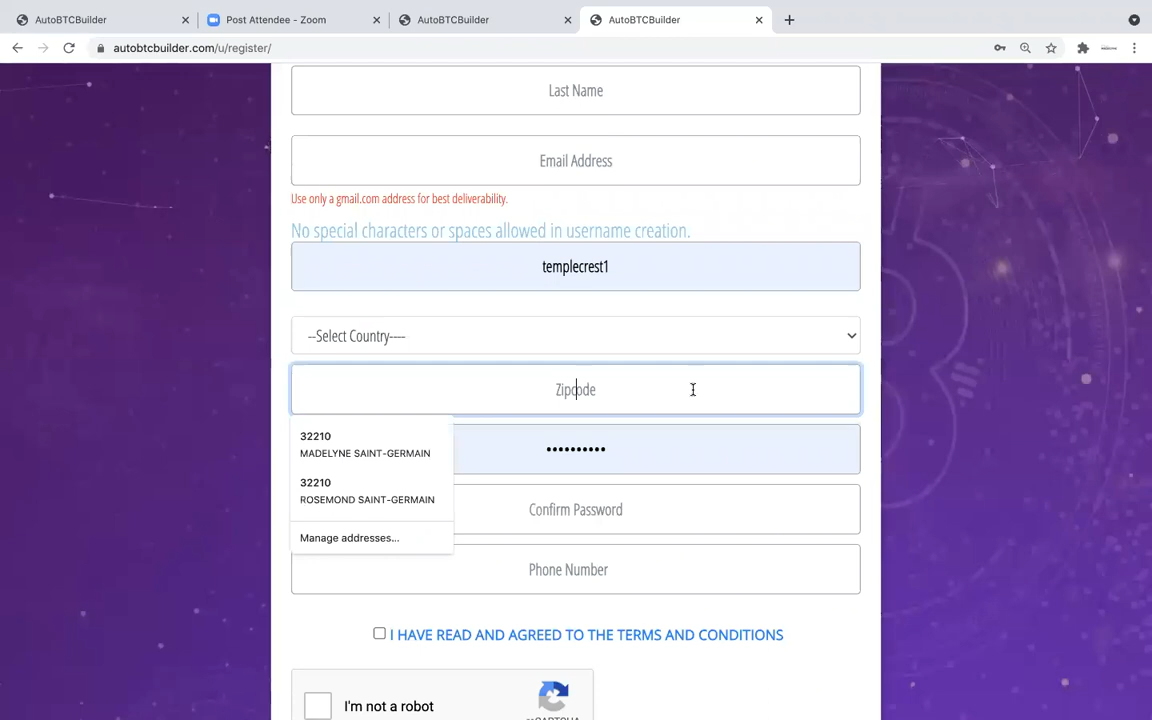 AutoBTCBuilder
Post Attendee - Zoom
AutoBTCBuilder
AutoBTCBuilder
autobtcbuilder.com/u/register/
Last Name
Email Address
Use only a gmail.com address for best deliverability.
No special characters or spaces allowed in username creation.
templecrest1
--Select Country----
Zipcode
32210
MADELYNE SAINT-GERMAIN
32210
ROSEMOND SAINT-GERMAIN
Manage addresses...
••••••••••
Confirm Password
Phone Number
I HAVE READ AND AGREED TO THE TERMS AND CONDITIONS
I'm not a robot